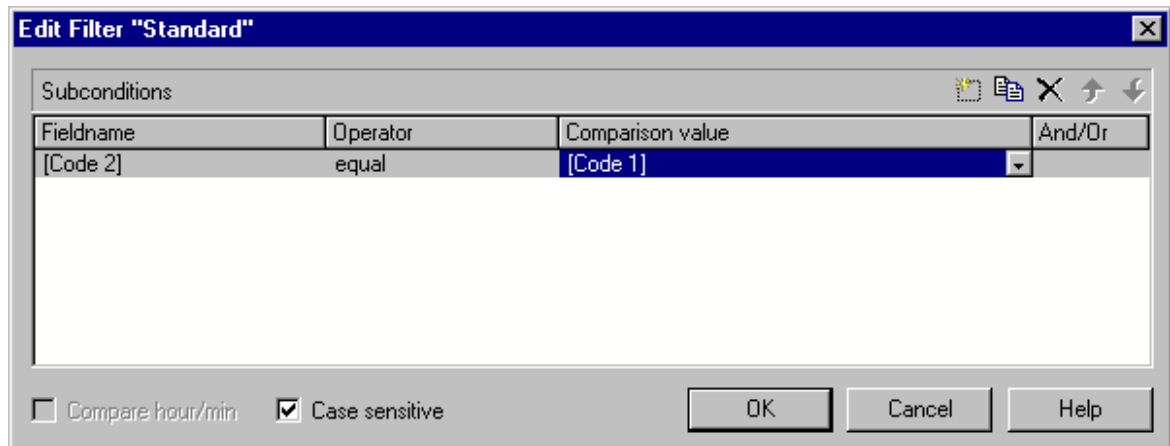 Edit Filter "Standard"
Subconditions
Fieldname Operator Comparison value And/Or
[Code 2] equal [Code 1]
Compare hour/min Case sensitive OK Cancel Help